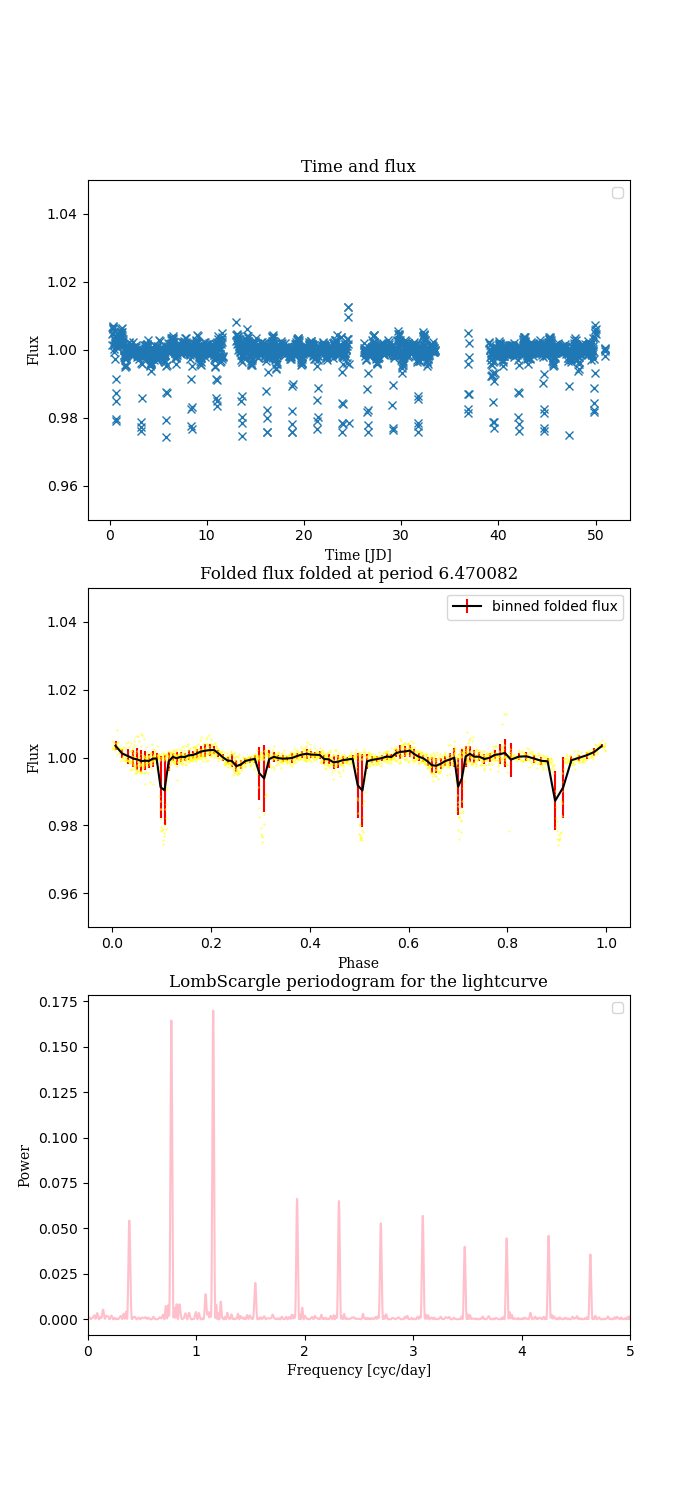 Time and flux
1.04
1.02
1.00
0.98
0.96
Flux
0 10 20 30 40 50
Time [JD]
Folded flux folded at period 6.470082
binned folded flux
1.04
1.02
1.00
0.98
0.96
Flux
0.0 0.2 0.4 0.6 0.8 1.0
Phase
LombScargle periodogram for the lightcurve
0.175
0.150
0.125
0.100
0.075
0.050
0.025
0.000
Power
0 1 2 3 4 5
Frequency [cyc/day]